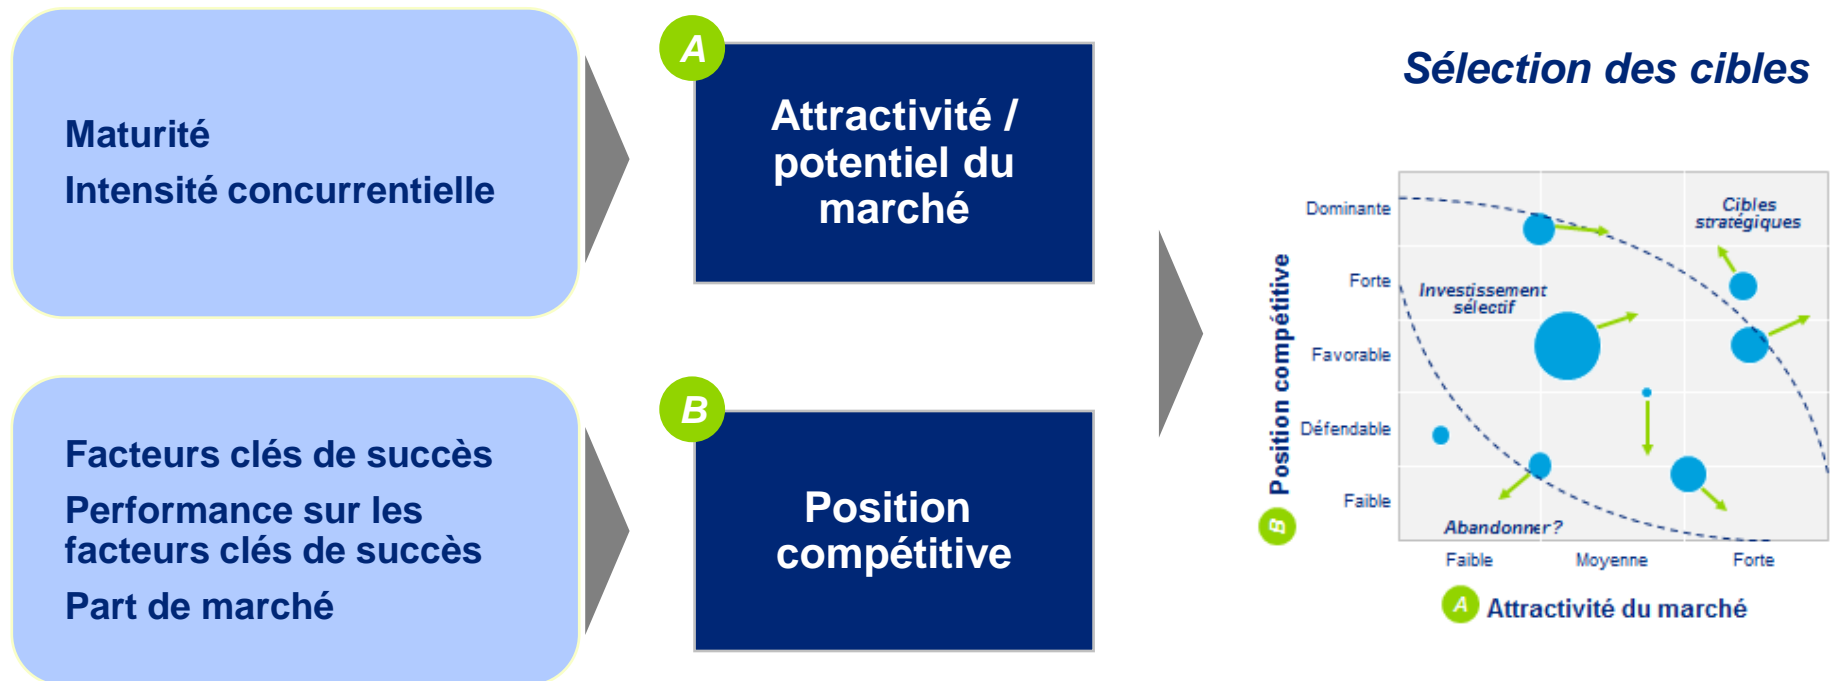 Maturité
Intensité concurrentielle
A
Attractivité /
potentiel du
marché
Facteurs clés de succès
Performance sur les
facteurs clés de succès
Part de marché
B
Position
compétitive
Sélection des cibles
Dominante
Forte
Favorable
Défendable
Faible
Position compétitive
B
Cibles
stratégiques
Investissement
sélectif
Abandonner?
Faible
Moyenne
Forte
A
Attractivité du marché